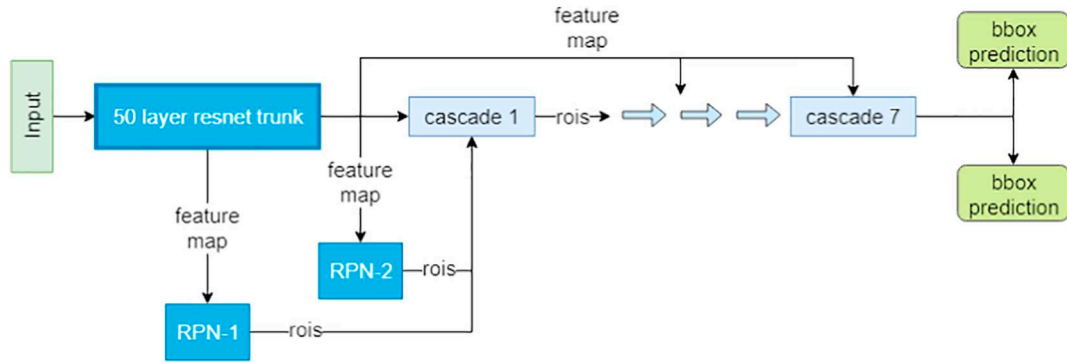 feature
map
bbox
prediction
Input
50 layer resnet trunk
cascade 1
rois
cascade 7
feature
map
feature
map
bbox
prediction
RPN-2
rois
RPN-1
rois